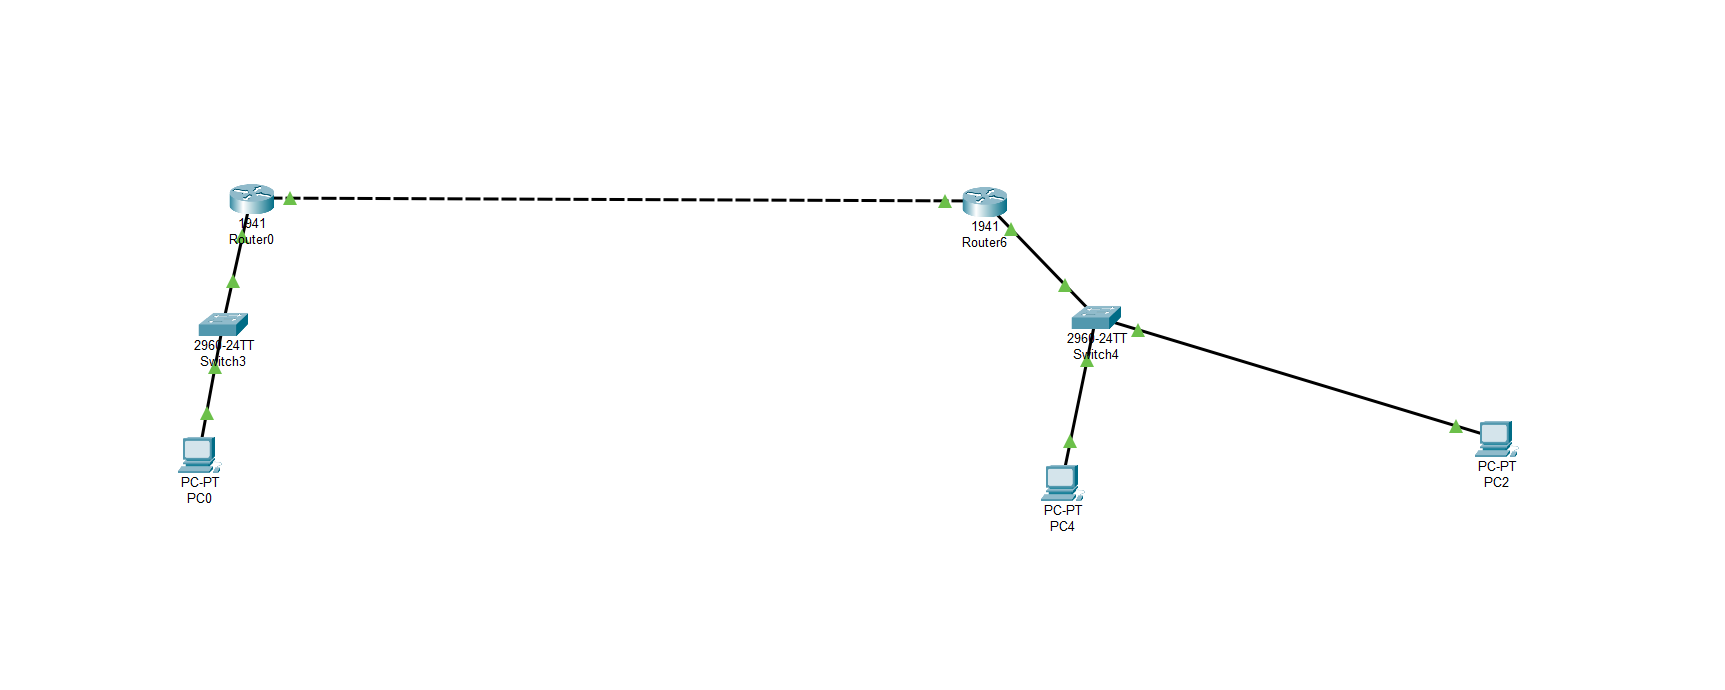 1941
Router0
1941
Router6
2960-24TT
Switch3
2960-24TT
Switch4
PC-PT
PC0
PC-PT
PC4
PC-PT
PC2